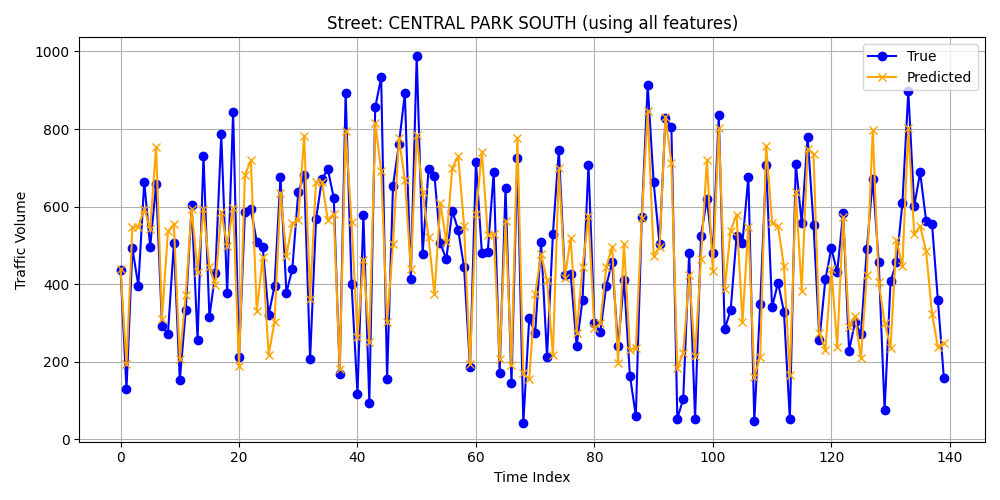 Street: CENTRAL PARK SOUTH (using all features)
True
Predicted
Traffic Volume
1000
800
600
400
200
0
0 20 40 60 80 100 120 140
Time Index